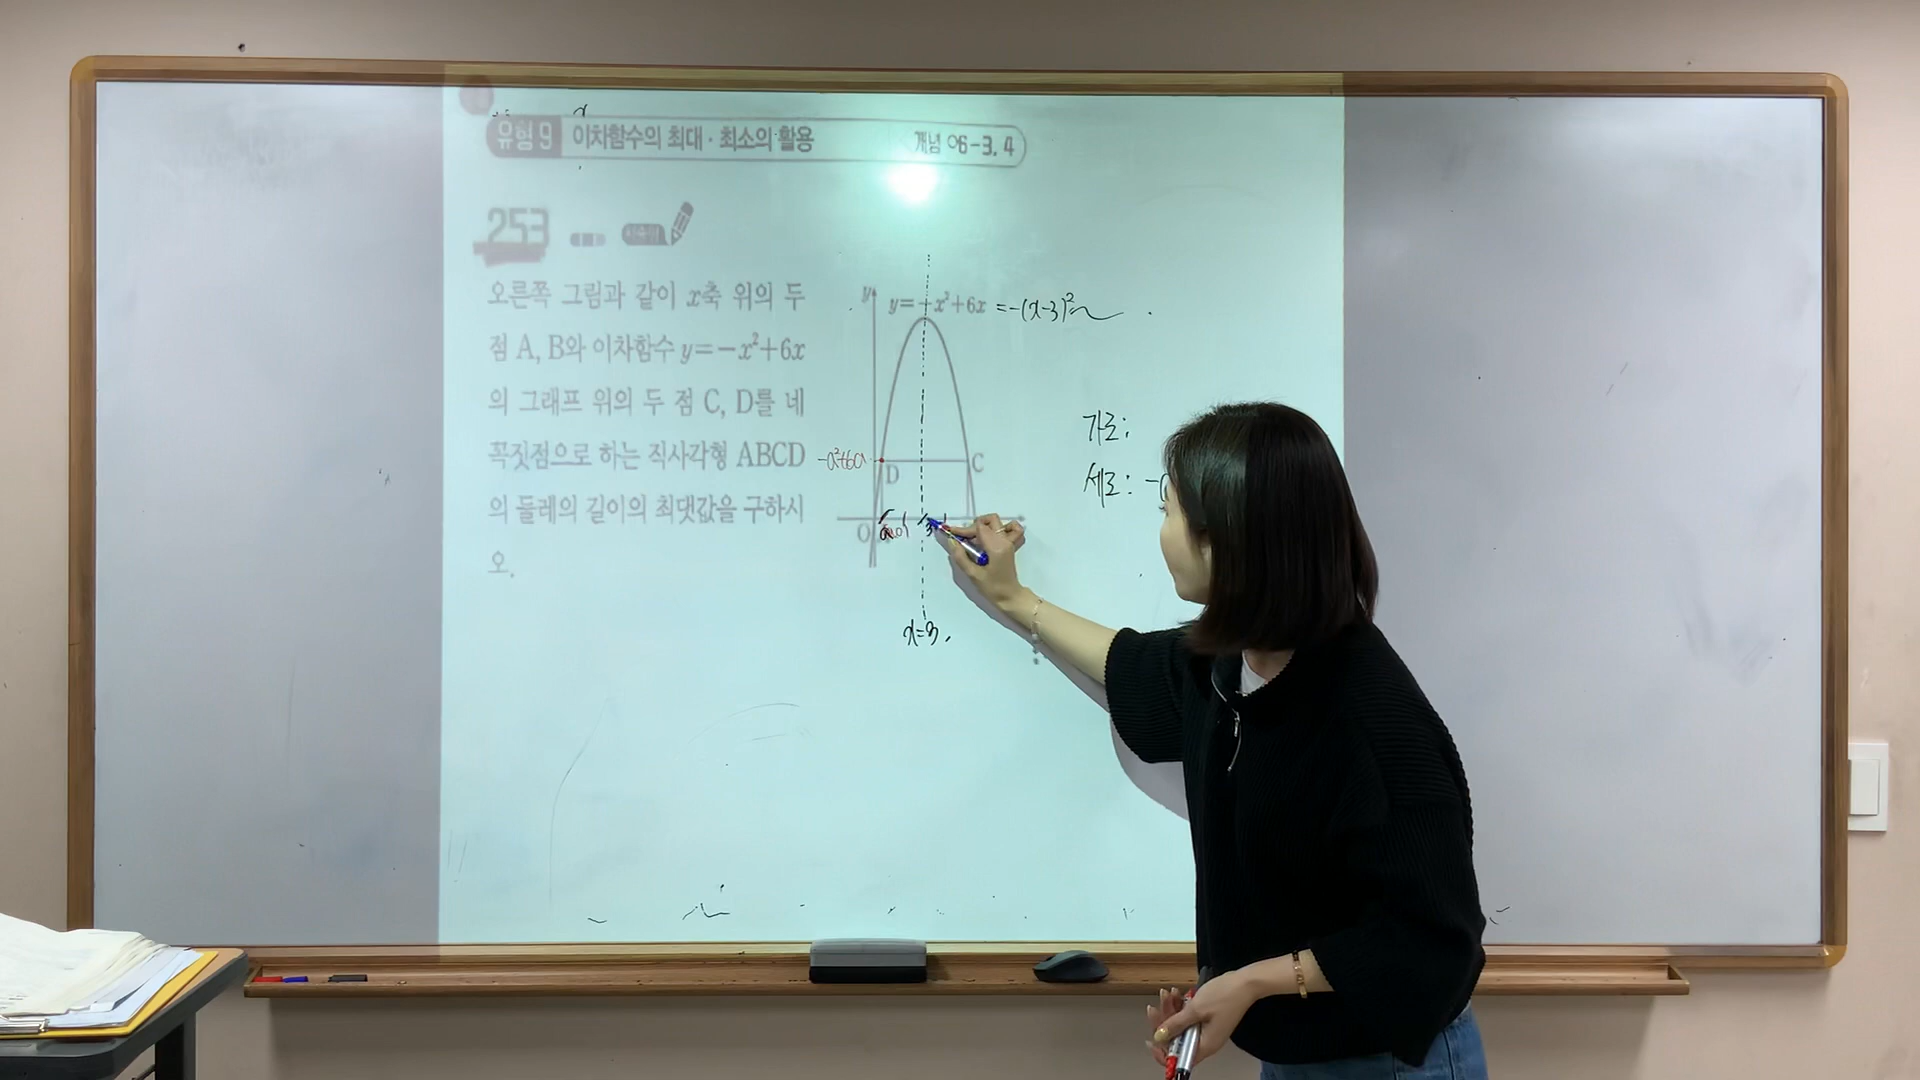 유형 9 이차함수의 최대·최소의 활용 개념 06-3, 4
253
오른쪽 그림과 같이 x축 위의 두
점 A, B와 이차함수 y=-x²+6x
의 그래프 위의 두 점 C, D를 네
꼭짓점으로 하는 직사각형 ABCD
의 둘레의 길이의 최댓값을 구하시
오.
y
y=-x²+6x =-(x-3)²
-a²+6a
D
C
O
x=3.
가로:
세로: -